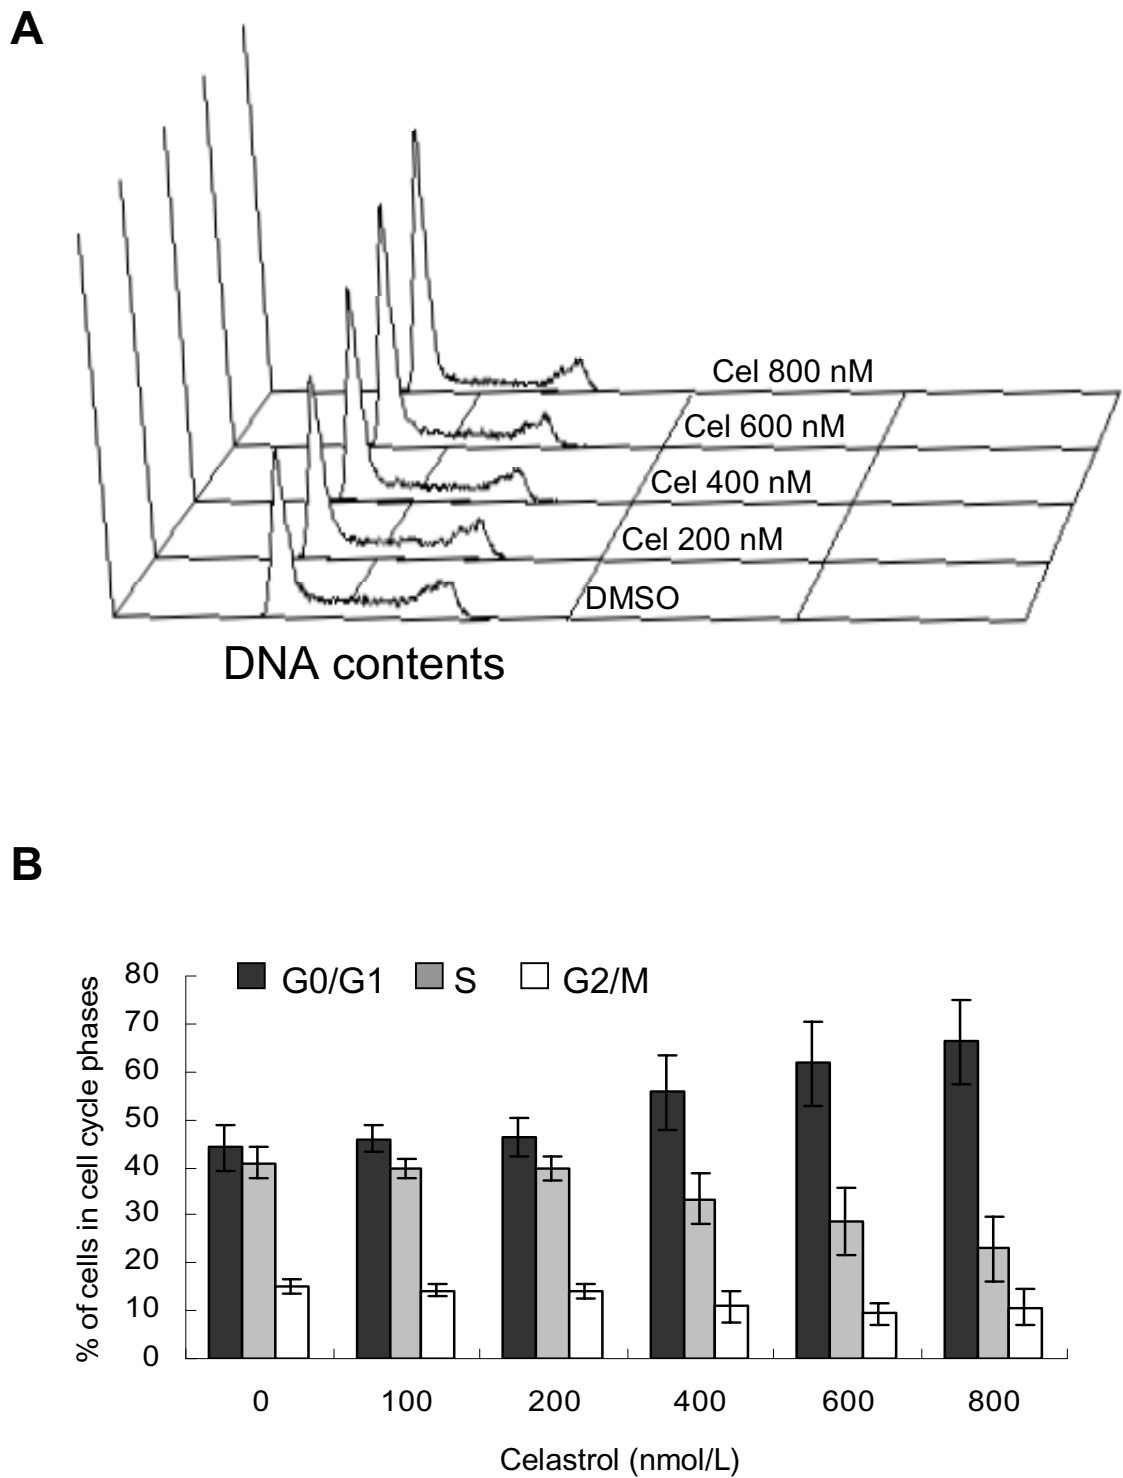 A
Cel 800 nM
Cel 600 nM
Cel 400 nM
Cel 200 nM
DMSO
DNA contents
B
% of cells in cell cycle phases
G0/G1 S G2/M
80
70
60
50
40
30
20
10
0
0 100 200 400 600 800
Celastrol (nmol/L)